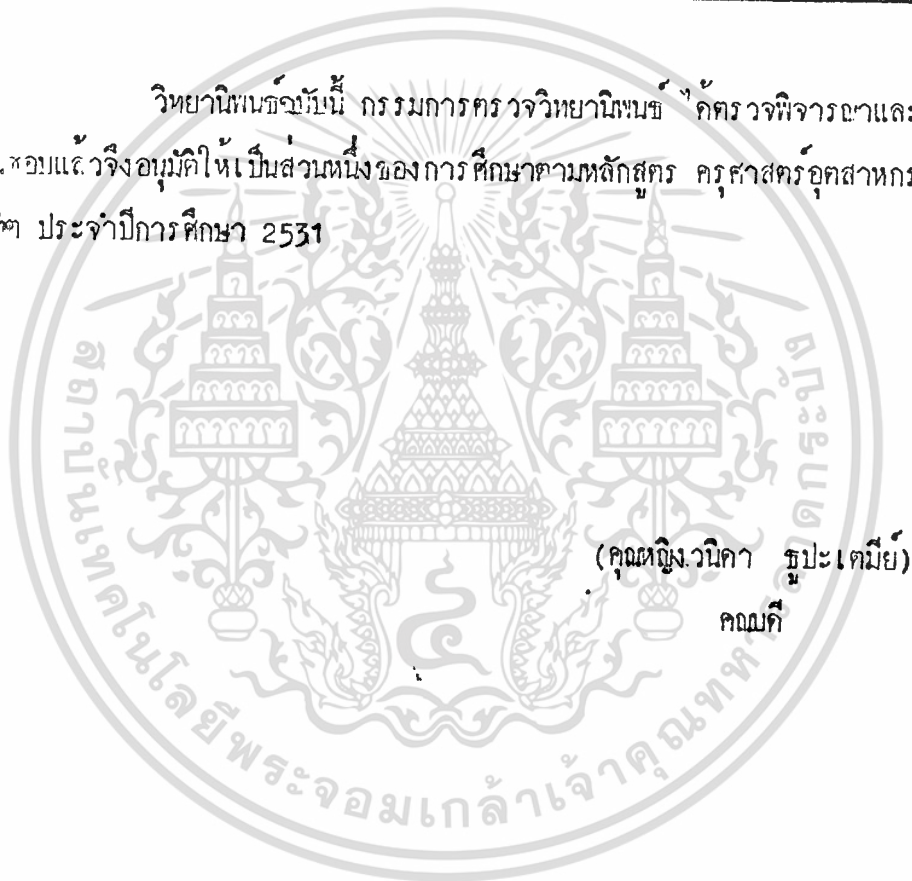 วิทยานิพนธ์ฉบับนี้ กรรมการตรวจวิทยานิพนธ์ ได้ตรวจพิจารณาและ
ชอบแล้วจึงอนุมัติให้เป็นส่วนหนึ่งของการศึกษาตามหลักสูตร ครุศาสตร์อุตสาหกร
ประจำปีการศึกษา 2531
(คุณหญิงวนิดา ธูปะเตมีย์)
คณบดี
สถาบันเทคโนโลยีพระจอมเกล้าเจ้าคุณทหารลาดกระบัง